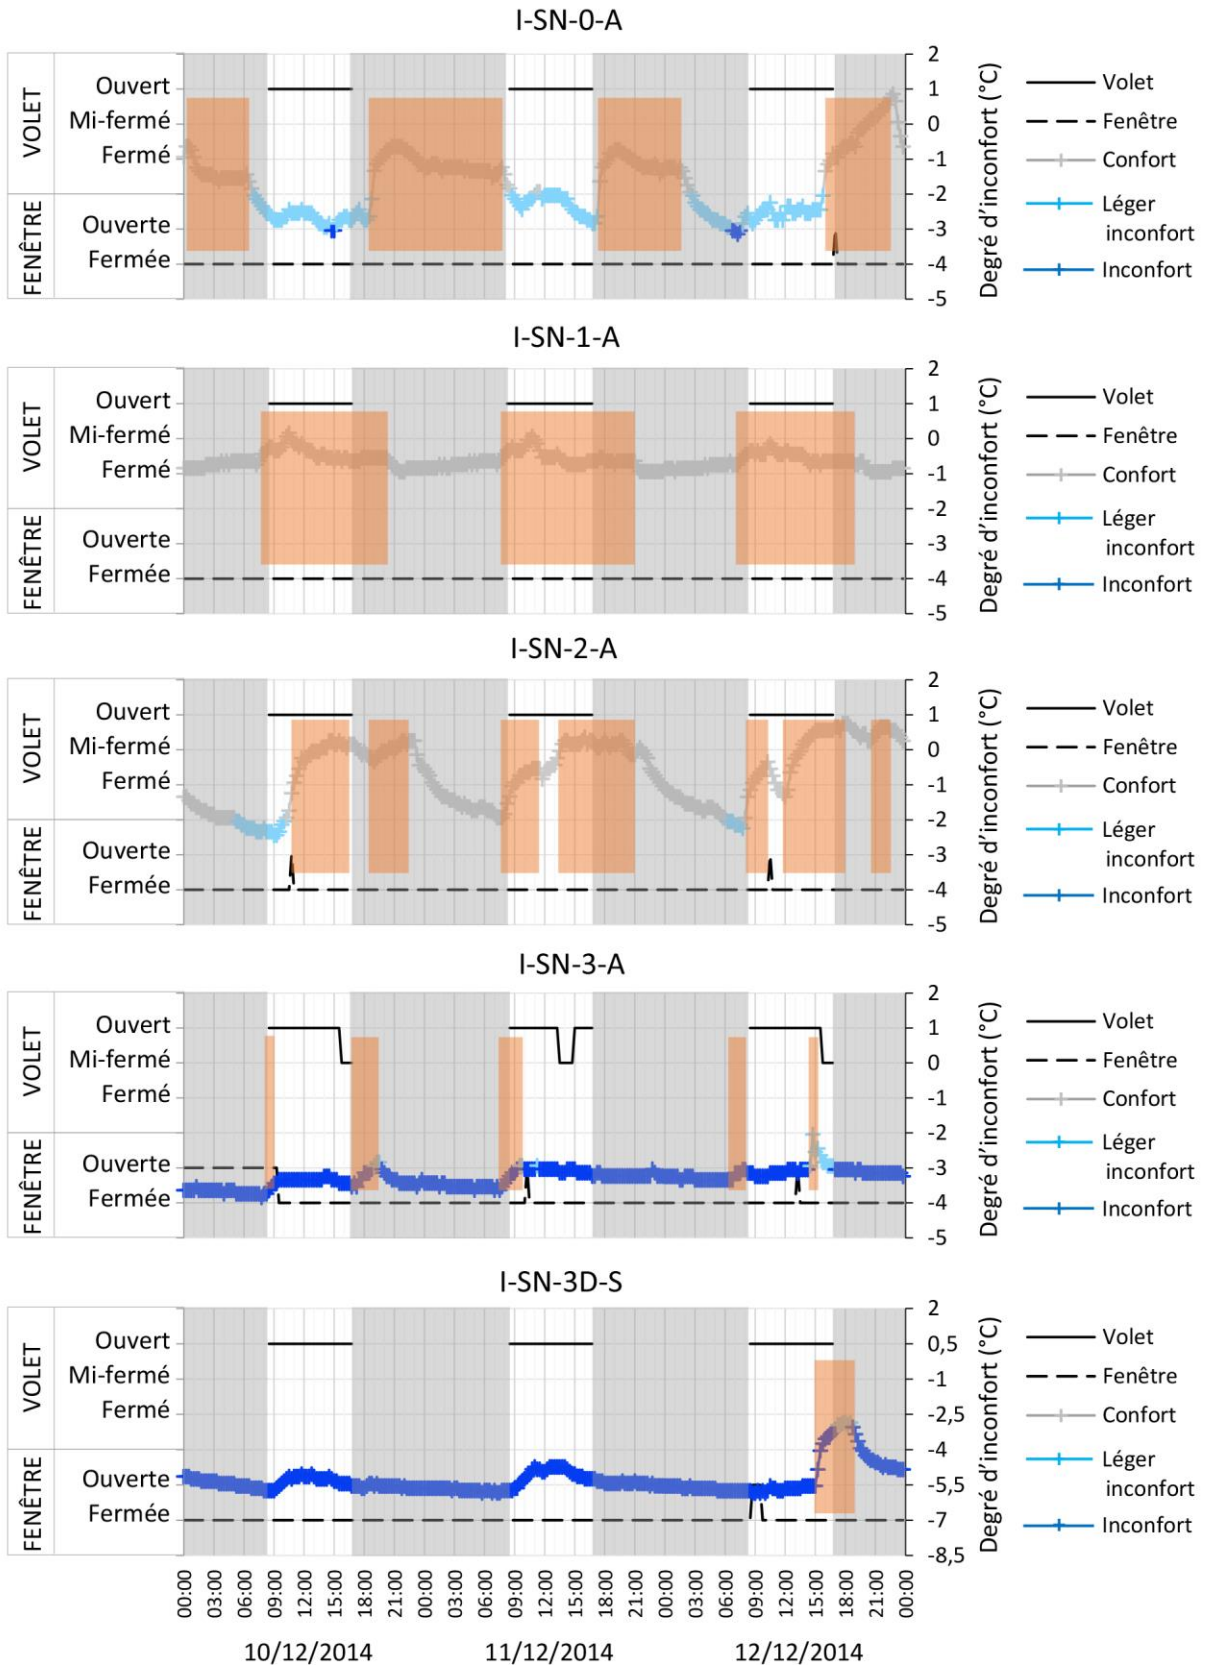 I-SN-0-A
VOLET
FENÊTRE
Ouvert
Mi-fermé
Fermé
Ouverte
Fermée
2
1
0
-1
-2
-3
-4
-5
Degré d'inconfort (°C)
Volet
Fenêtre
Confort
Léger
inconfort
Inconfort
I-SN-1-A
VOLET
FENÊTRE
Ouvert
Mi-fermé
Fermé
Ouverte
Fermée
2
1
0
-1
-2
-3
-4
-5
Degré d'inconfort (°C)
Volet
Fenêtre
Confort
Léger
inconfort
Inconfort
I-SN-2-A
VOLET
FENÊTRE
Ouvert
Mi-fermé
Fermé
Ouverte
Fermée
2
1
0
-1
-2
-3
-4
-5
Degré d'inconfort (°C)
Volet
Fenêtre
Confort
Léger
inconfort
Inconfort
I-SN-3-A
VOLET
FENÊTRE
Ouvert
Mi-fermé
Fermé
Ouverte
Fermée
2
1
0
-1
-2
-3
-4
-5
Degré d'inconfort (°C)
Volet
Fenêtre
Confort
Léger
inconfort
Inconfort
I-SN-3D-S
VOLET
FENÊTRE
Ouvert
Mi-fermé
Fermé
Ouverte
Fermée
2
0,5
-1
-2,5
-4
-5,5
-7
-8,5
Degré d'inconfort (°C)
Volet
Fenêtre
Confort
Léger
inconfort
Inconfort
00:00 03:00 06:00 09:00 12:00 15:00 18:00 21:00 00:00 03:00 06:00 09:00 12:00 15:00 18:00 21:00 00:00 03:00 06:00 09:00 12:00 15:00 18:00 21:00 00:00
10/12/2014 11/12/2014 12/12/2014